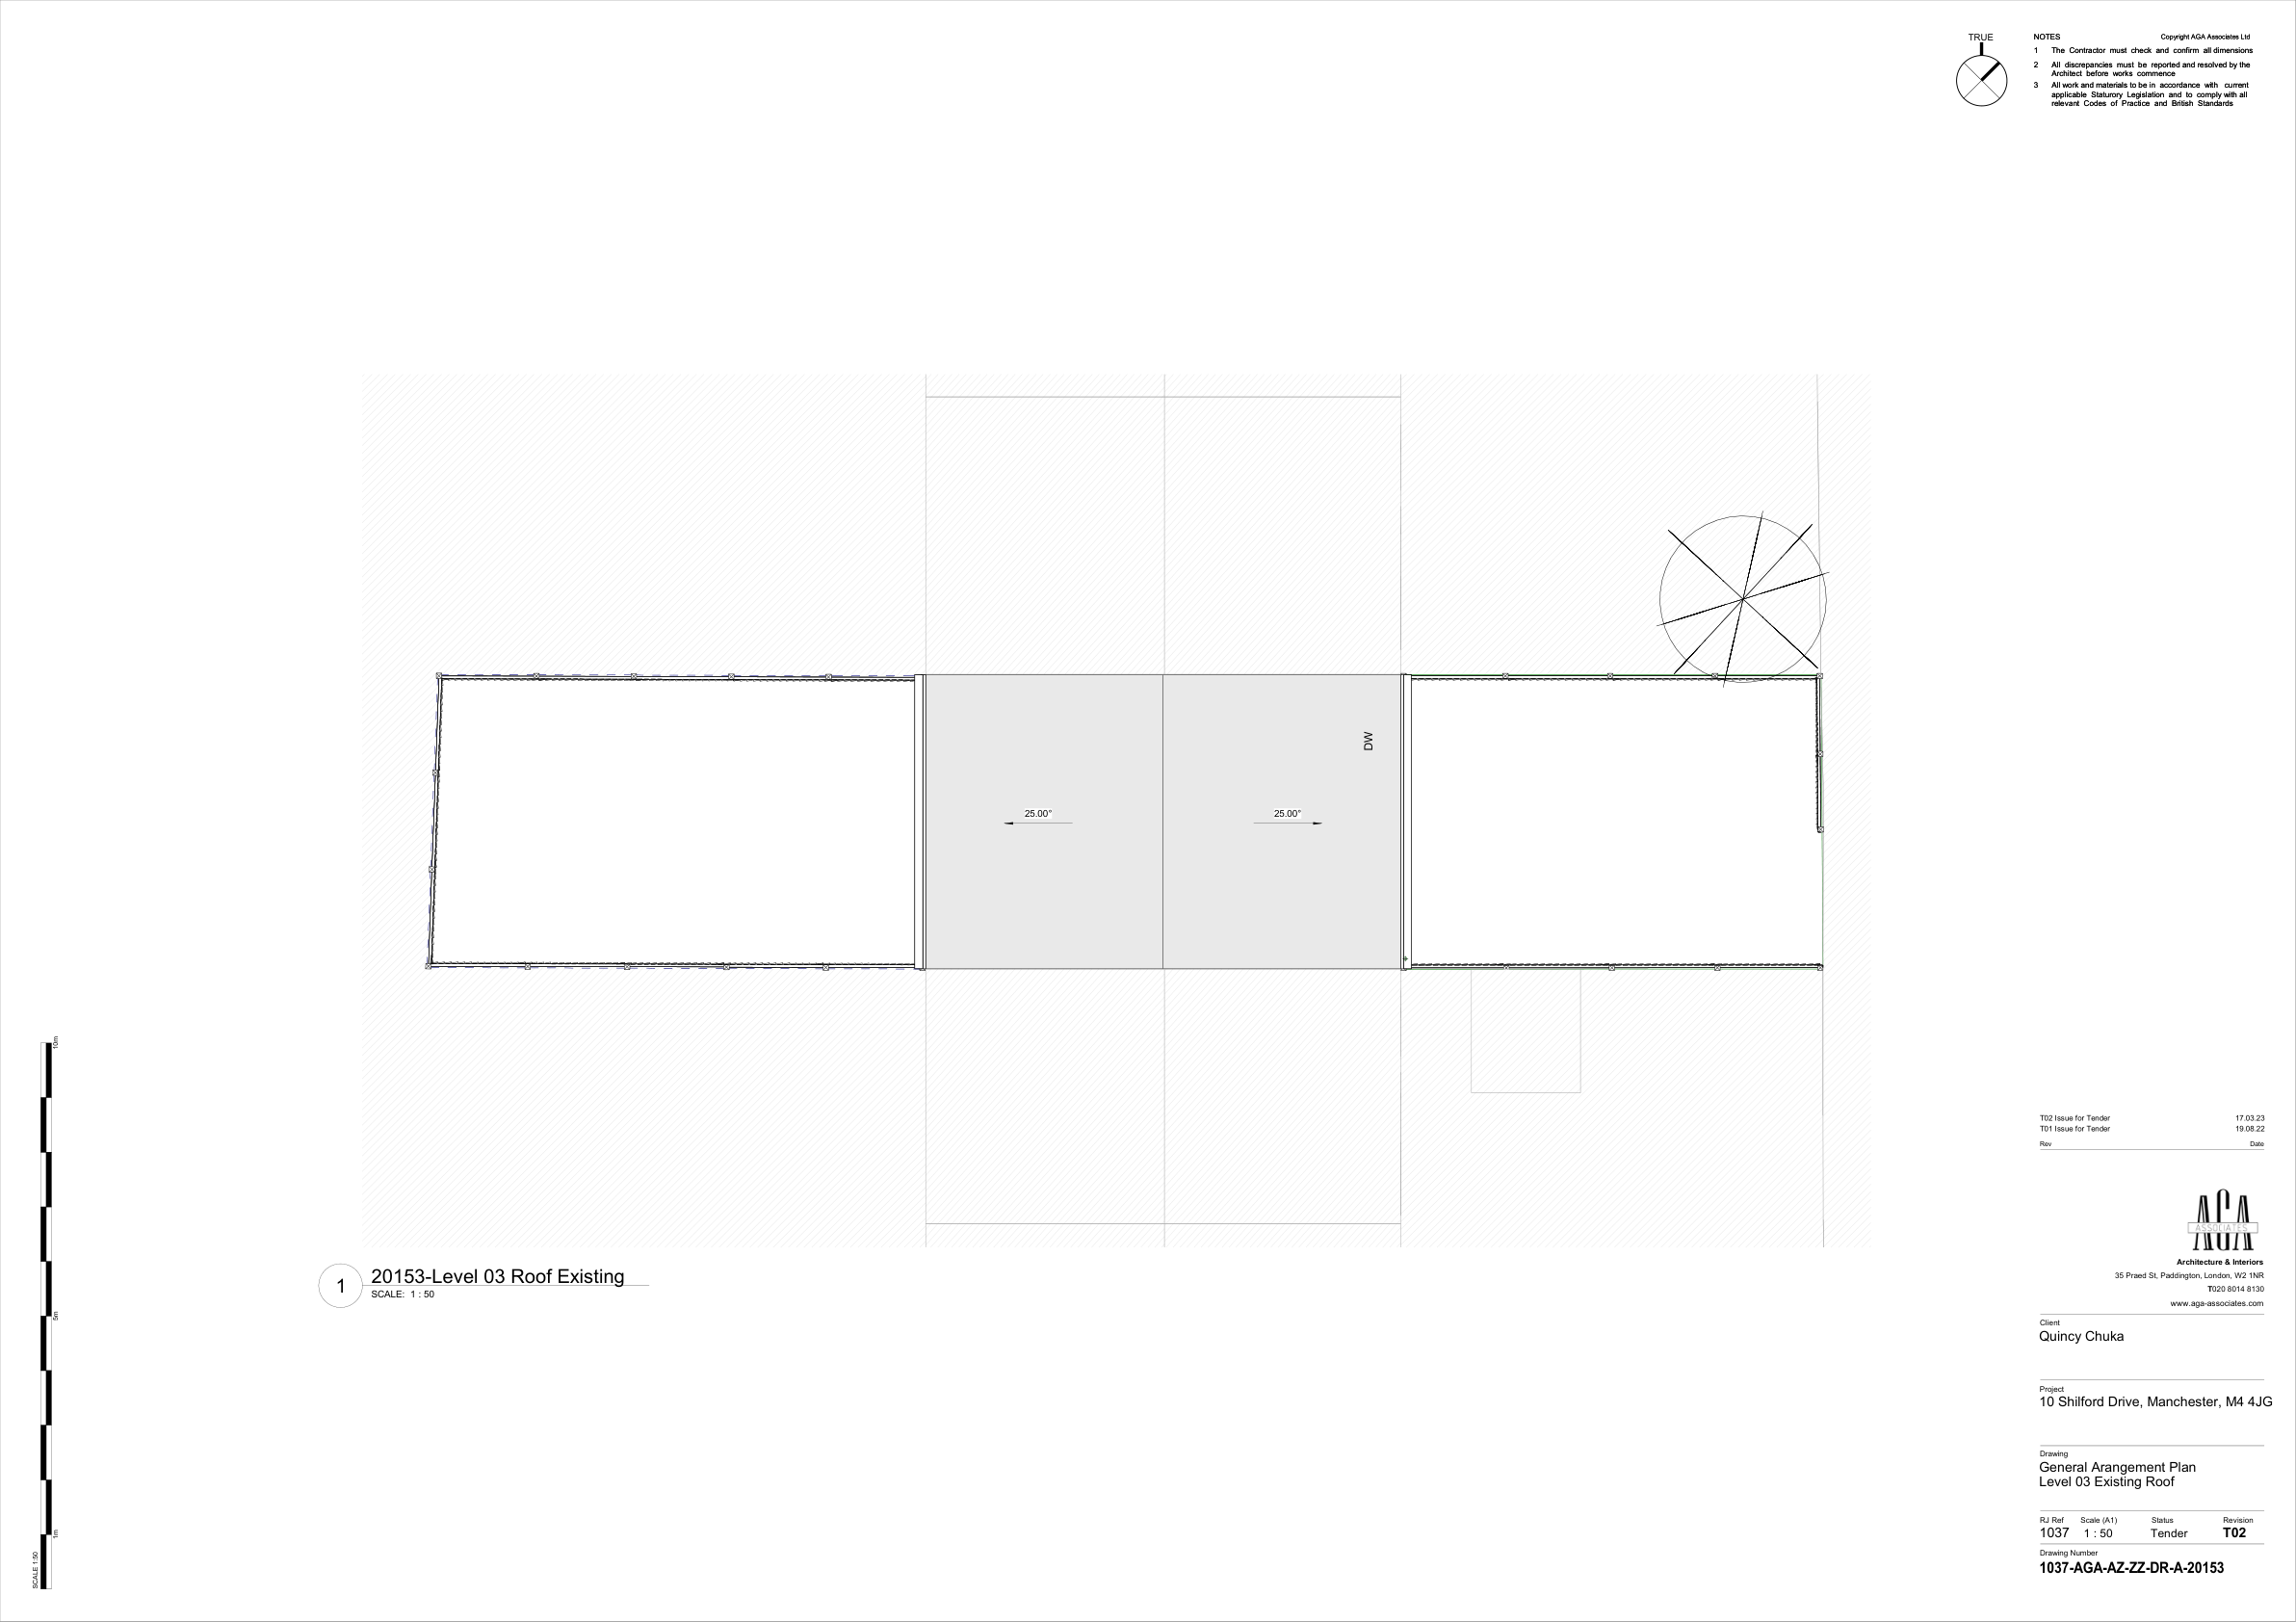 TRUE
NOTES
Copyright AGA Associates Ltd
1 The Contractor must check and confirm all dimensions
2 All discrepancies must be reported and resolved by the
Architect before works commence
3 All work and materials to be in accordance with current
applicable Staturory Legislation and to comply with all
relevant Codes of Practice and British Standards
DW
25.00°
25.00°
10m
5m
1m
SCALE 1:50
1
20153-Level 03 Roof Existing
SCALE: 1 : 50
T02 Issue for Tender 17.03.23
T01 Issue for Tender 19.08.22
Rev Date
AGA
ASSOCIATES
Architecture & Interiors
35 Praed St, Paddington, London, W2 1NR
T020 8014 8130
www.aga-associates.com
Client
Quincy Chuka
Project
10 Shilford Drive, Manchester, M4 4JG
Drawing
General Arangement Plan
Level 03 Existing Roof
RJ Ref Scale (A1) Status Revision
1037 1 : 50 Tender T02
Drawing Number
1037-AGA-AZ-ZZ-DR-A-20153